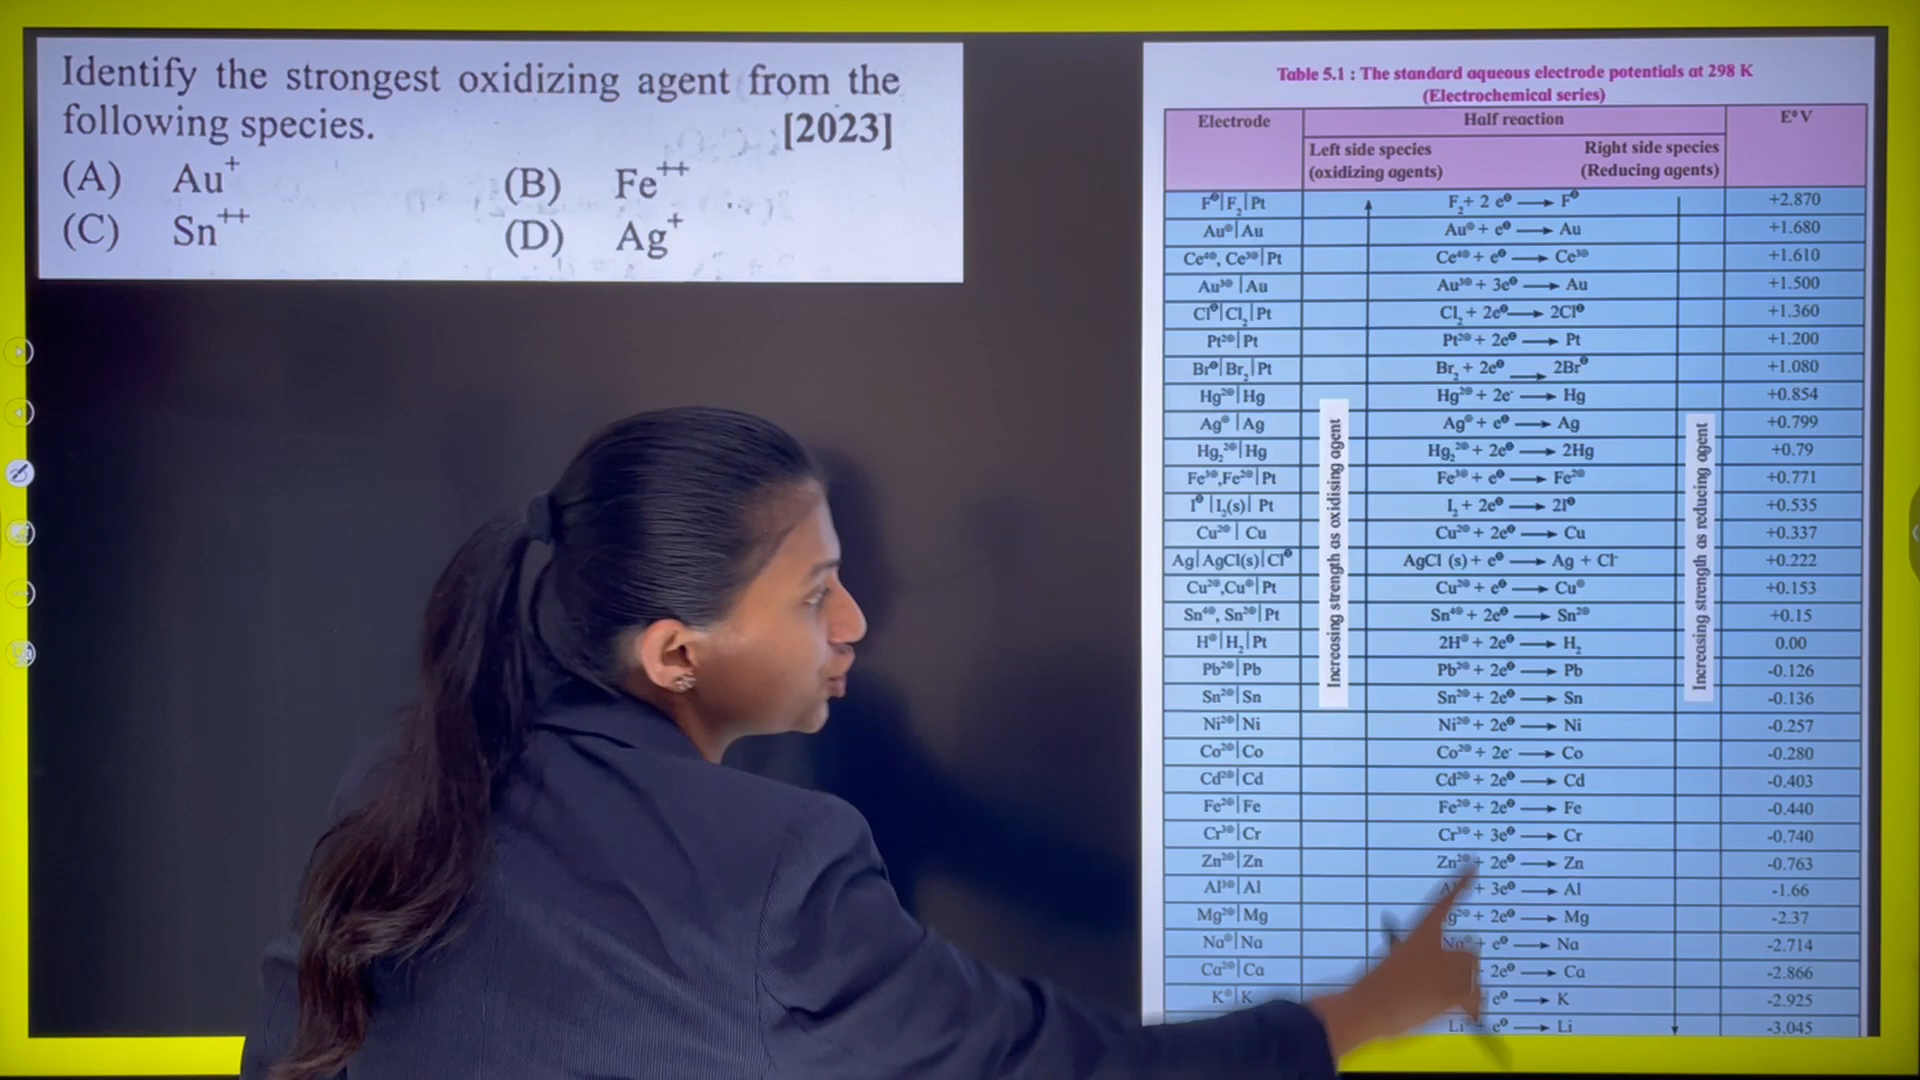 Identify the strongest oxidizing agent from the
following species. [2023]
(A) Au⁺ (B) Fe⁺⁺
(C) Sn⁺⁺ (D) Ag⁺
Table 5.1 : The standard aqueous electrode potentials at 298 K
(Electrochemical series)
Electrode Half reaction E° V
Left side species Right side species
(oxidizing agents) (Reducing agents)
F⊖|F₂|Pt F₂ + 2 e⊖ ⟶ F⊖ +2.870
Au⊕|Au Au⊕ + e⊖ ⟶ Au +1.680
Ce⁴⊕, Ce³⊕|Pt Ce⁴⊕ + e⊖ ⟶ Ce³⊕ +1.610
Au³⊕|Au Au³⊕ + 3e⊖ ⟶ Au +1.500
Cl⊖|Cl₂|Pt Cl₂ + 2e⊖ ⟶ 2Cl⊖ +1.360
Pt²⊕|Pt Pt²⊕ + 2e⊖ ⟶ Pt +1.200
Br⊖|Br₂|Pt Br₂ + 2e⊖ ⟶ 2Br⊖ +1.080
Hg²⊕|Hg Hg²⊕ + 2e⁻ ⟶ Hg +0.854
Ag⊕|Ag Ag⊕ + e⊖ ⟶ Ag +0.799
Hg₂²⊕|Hg Hg₂²⊕ + 2e⊖ ⟶ 2Hg +0.79
Fe³⊕,Fe²⊕|Pt Fe³⊕ + e⊖ ⟶ Fe²⊕ +0.771
I⊖|I₂(s)|Pt I₂ + 2e⊖ ⟶ 2I⊖ +0.535
Cu²⊕|Cu Cu²⊕ + 2e⊖ ⟶ Cu +0.337
Ag|AgCl(s)|Cl⊖ AgCl (s) + e⊖ ⟶ Ag + Cl⁻ +0.222
Cu²⊕,Cu⊕|Pt Cu²⊕ + e⊖ ⟶ Cu⊕ +0.153
Sn⁴⊕, Sn²⊕|Pt Sn⁴⊕ + 2e⊖ ⟶ Sn²⊕ +0.15
H⊕|H₂|Pt 2H⊕ + 2e⊖ ⟶ H₂ 0.00
Pb²⊕|Pb Pb²⊕ + 2e⊖ ⟶ Pb -0.126
Sn²⊕|Sn Sn²⊕ + 2e⊖ ⟶ Sn -0.136
Ni²⊕|Ni Ni²⊕ + 2e⊖ ⟶ Ni -0.257
Co²⊕|Co Co²⊕ + 2e⁻ ⟶ Co -0.280
Cd²⊕|Cd Cd²⊕ + 2e⊖ ⟶ Cd -0.403
Fe²⊕|Fe Fe²⊕ + 2e⊖ ⟶ Fe -0.440
Cr³⊕|Cr Cr³⊕ + 3e⊖ ⟶ Cr -0.740
Zn²⊕|Zn Zn²⊕ + 2e⊖ ⟶ Zn -0.763
Al³⊕|Al + 3e⊖ ⟶ Al -1.66
Mg²⊕|Mg + 2e⊖ ⟶ Mg -2.37
Na⊕|Na Na⊕ + e⊖ ⟶ Na -2.714
Ca²⊕|Ca 2e⊖ ⟶ Ca -2.866
K⊕|K e⊖ ⟶ K -2.925
Li⊕ + e⊖ ⟶ Li -3.045
Increasing strength as oxidising agent
Increasing strength as reducing agent